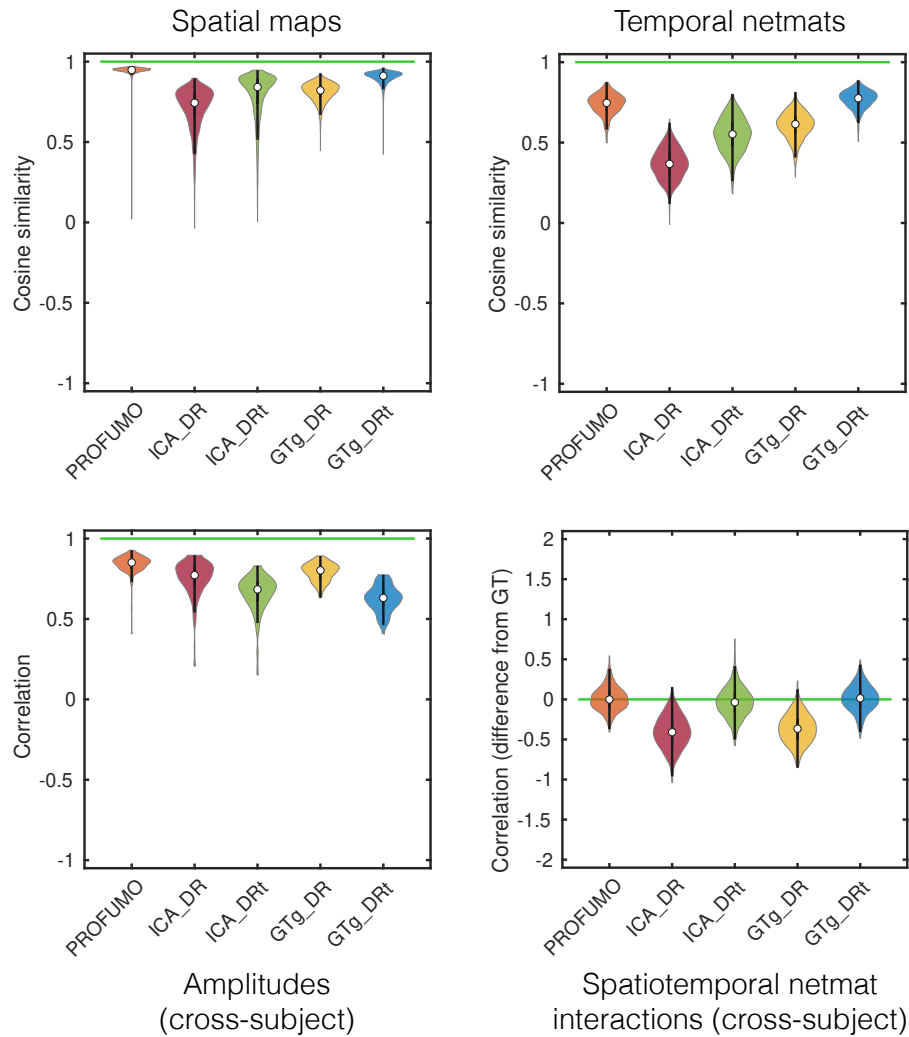 Spatial maps
Temporal netmats
Cosine similarity
1
0.5
0
-0.5
-1
PROFUMO
ICA_DR
ICA_DRt
GTg_DR
GTg_DRt
Cosine similarity
1
0.5
0
-0.5
-1
PROFUMO
ICA_DR
ICA_DRt
GTg_DR
GTg_DRt
Correlation
1
0.5
0
-0.5
-1
PROFUMO
ICA_DR
ICA_DRt
GTg_DR
GTg_DRt
Correlation (difference from GT)
2
1.5
1
0.5
0
-0.5
-1
-1.5
-2
PROFUMO
ICA_DR
ICA_DRt
GTg_DR
GTg_DRt
Amplitudes
(cross-subject)
Spatiotemporal netmat
interactions (cross-subject)